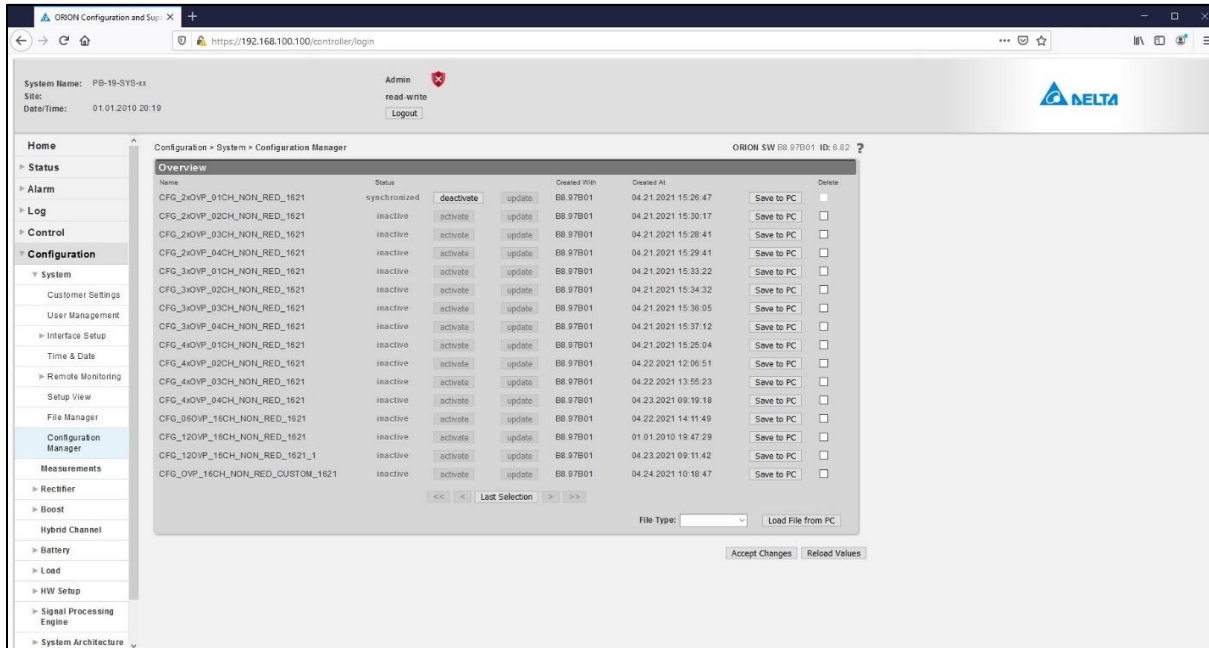 ORION Configuration and Sup
https://192.168.100.100/controller/login
System Name: PB-19-SYS-xx
Site:
Date/Time: 01.01.2010 20:19
Admin
read-write
Logout
DELTA
Home
Status
Alarm
Log
Control
Configuration
System
Customer Settings
User Management
Interface Setup
Time & Date
Remote Monitoring
Setup View
File Manager
Configuration
Manager
Measurements
Rectifier
Boost
Hybrid Channel
Battery
Load
HW Setup
Signal Processing
Engine
System Architecture
Configuration > System > Configuration Manager ORION SW B8.97B01 ID: 6.82 ?
Overview
Name Status Created With Created At Delete
CFG_2xOVP_01CH_NON_RED_1621 synchronized deactivate update B8.97B01 04.21.2021 15:26:47 Save to PC
CFG_2xOVP_02CH_NON_RED_1621 inactive activate update B8.97B01 04.21.2021 15:30:17 Save to PC
CFG_2xOVP_03CH_NON_RED_1621 inactive activate update B8.97B01 04.21.2021 15:28:41 Save to PC
CFG_2xOVP_04CH_NON_RED_1621 inactive activate update B8.97B01 04.21.2021 15:29:41 Save to PC
CFG_3xOVP_01CH_NON_RED_1621 inactive activate update B8.97B01 04.21.2021 15:33:22 Save to PC
CFG_3xOVP_02CH_NON_RED_1621 inactive activate update B8.97B01 04.21.2021 15:34:32 Save to PC
CFG_3xOVP_03CH_NON_RED_1621 inactive activate update B8.97B01 04.21.2021 15:36:05 Save to PC
CFG_3xOVP_04CH_NON_RED_1621 inactive activate update B8.97B01 04.21.2021 15:37:12 Save to PC
CFG_4xOVP_01CH_NON_RED_1621 inactive activate update B8.97B01 04.21.2021 15:25:04 Save to PC
CFG_4xOVP_02CH_NON_RED_1621 inactive activate update B8.97B01 04.22.2021 12:06:51 Save to PC
CFG_4xOVP_03CH_NON_RED_1621 inactive activate update B8.97B01 04.22.2021 13:55:23 Save to PC
CFG_4xOVP_04CH_NON_RED_1621 inactive activate update B8.97B01 04.23.2021 09:19:18 Save to PC
CFG_06OVP_16CH_NON_RED_1621 inactive activate update B8.97B01 04.22.2021 14:11:49 Save to PC
CFG_12OVP_16CH_NON_RED_1621 inactive activate update B8.97B01 01.01.2010 19:47:29 Save to PC
CFG_12OVP_16CH_NON_RED_1621_1 inactive activate update B8.97B01 04.23.2021 09:11:42 Save to PC
CFG_OVP_16CH_NON_RED_CUSTOM_1621 inactive activate update B8.97B01 04.24.2021 10:18:47 Save to PC
<< < Last Selection > >>
File Type: Load File from PC
Accept Changes Reload Values